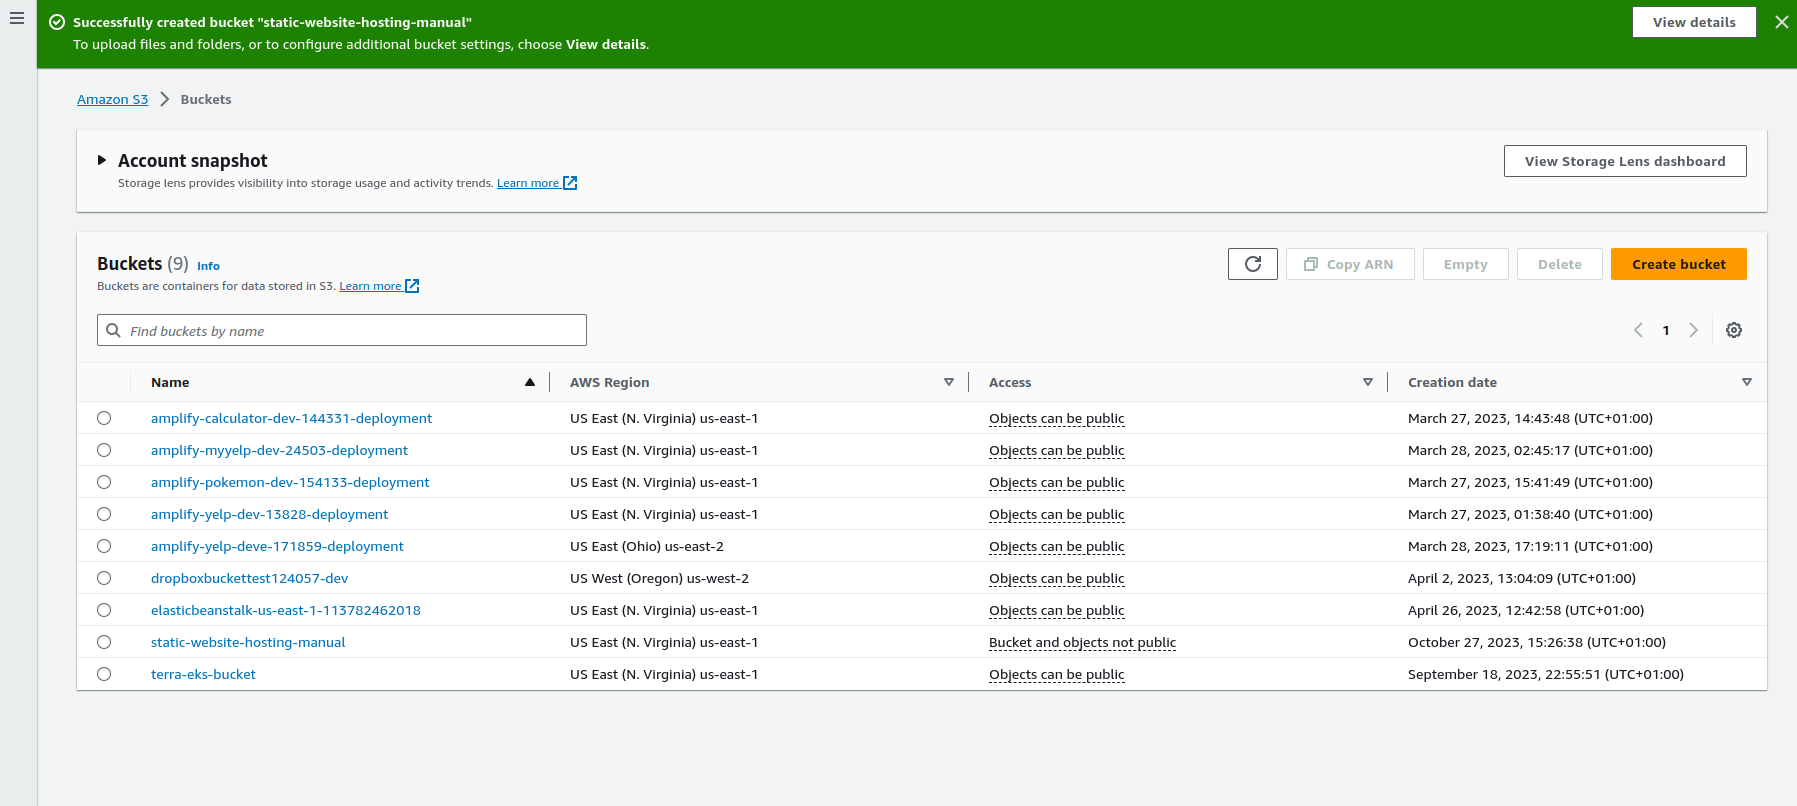 Successfully created bucket "static-website-hosting-manual"
To upload files and folders, or to configure additional bucket settings, choose View details.
View details
Amazon S3 Buckets
Account snapshot
Storage lens provides visibility into storage usage and activity trends. Learn more
View Storage Lens dashboard
Buckets (9) Info
Buckets are containers for data stored in S3. Learn more
Copy ARN Empty Delete Create bucket
Find buckets by name
1
Name AWS Region Access Creation date
amplify-calculator-dev-144331-deployment US East (N. Virginia) us-east-1 Objects can be public March 27, 2023, 14:43:48 (UTC+01:00)
amplify-myyelp-dev-24503-deployment US East (N. Virginia) us-east-1 Objects can be public March 28, 2023, 02:45:17 (UTC+01:00)
amplify-pokemon-dev-154133-deployment US East (N. Virginia) us-east-1 Objects can be public March 27, 2023, 15:41:49 (UTC+01:00)
amplify-yelp-dev-13828-deployment US East (N. Virginia) us-east-1 Objects can be public March 27, 2023, 01:38:40 (UTC+01:00)
amplify-yelp-deve-171859-deployment US East (Ohio) us-east-2 Objects can be public March 28, 2023, 17:19:11 (UTC+01:00)
dropboxbuckettest124057-dev US West (Oregon) us-west-2 Objects can be public April 2, 2023, 13:04:09 (UTC+01:00)
elasticbeanstalk-us-east-1-113782462018 US East (N. Virginia) us-east-1 Objects can be public April 26, 2023, 12:42:58 (UTC+01:00)
static-website-hosting-manual US East (N. Virginia) us-east-1 Bucket and objects not public October 27, 2023, 15:26:38 (UTC+01:00)
terra-eks-bucket US East (N. Virginia) us-east-1 Objects can be public September 18, 2023, 22:55:51 (UTC+01:00)